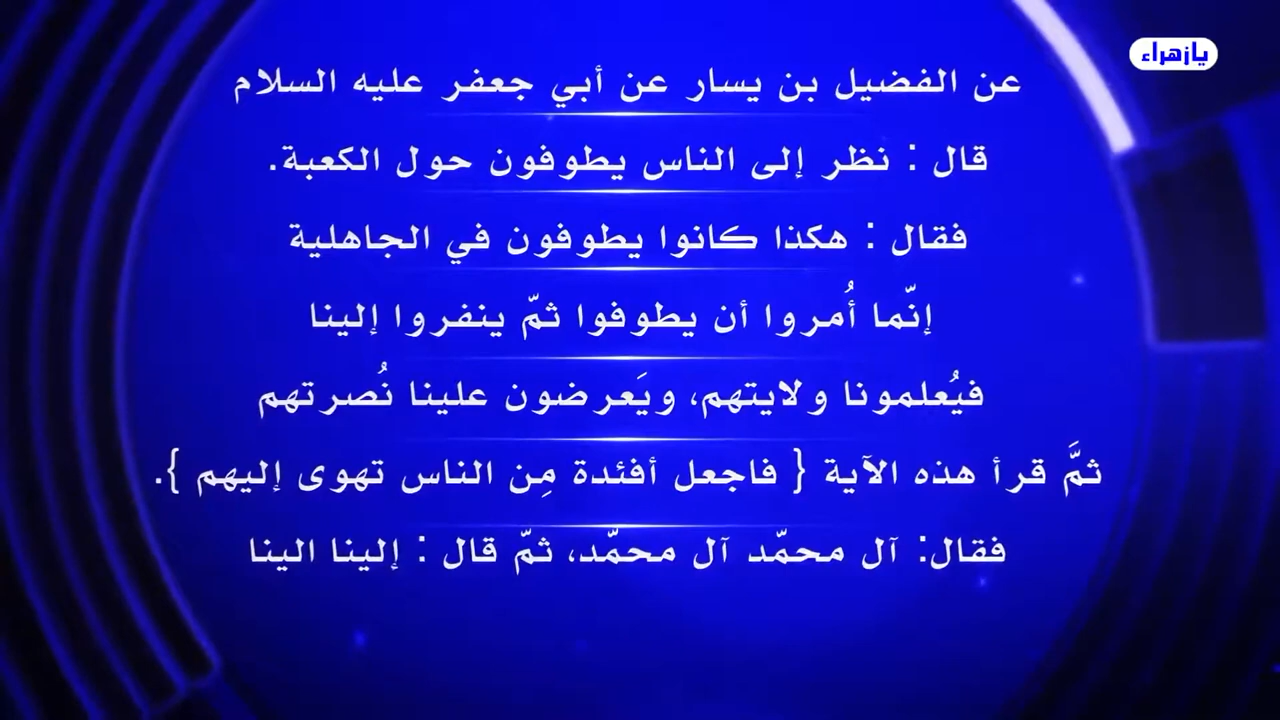 يازهراء
عن الفضيل بن يسار عن أبي جعفر عليه السلام
قال : نظر إلى الناس يطوفون حول الكعبة.
فقال : هكذا كانوا يطوفون في الجاهلية
إنّما أُمروا أن يطوفوا ثمّ ينفروا إلينا
فيُعلمونا ولايتهم، ويَعرضون علينا نُصرتهم
ثمَّ قرأ هذه الآية { فاجعل أفئدة مِن الناس تهوى إليهم }.
فقال: آل محمّد آل محمّد، ثمّ قال : إلينا الينا